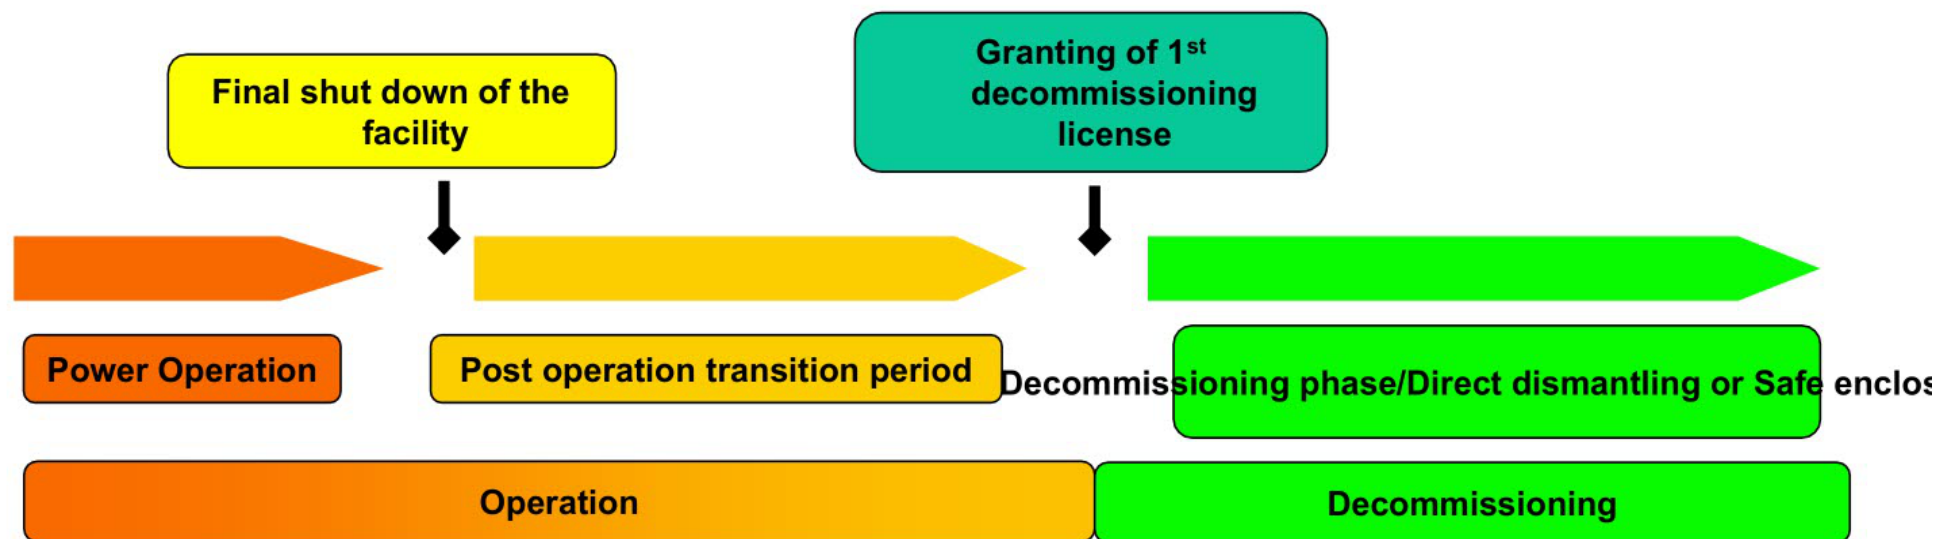 Final shut down of the
facility
Granting of 1st
decommissioning
license
Power Operation
Post operation transition period
Decommissioning phase/Direct dismantling or Safe enclos
Operation
Decommissioning